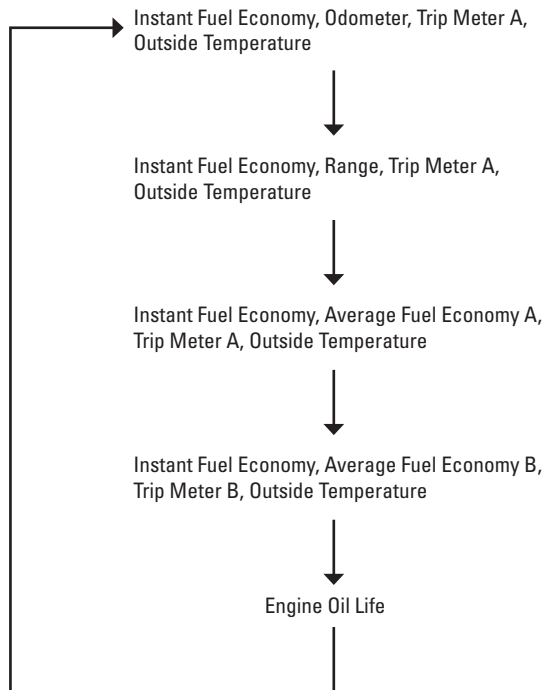 Instant Fuel Economy, Odometer, Trip Meter A,
Outside Temperature
Instant Fuel Economy, Range, Trip Meter A,
Outside Temperature
Instant Fuel Economy, Average Fuel Economy A,
Trip Meter A, Outside Temperature
Instant Fuel Economy, Average Fuel Economy B,
Trip Meter B, Outside Temperature
Engine Oil Life